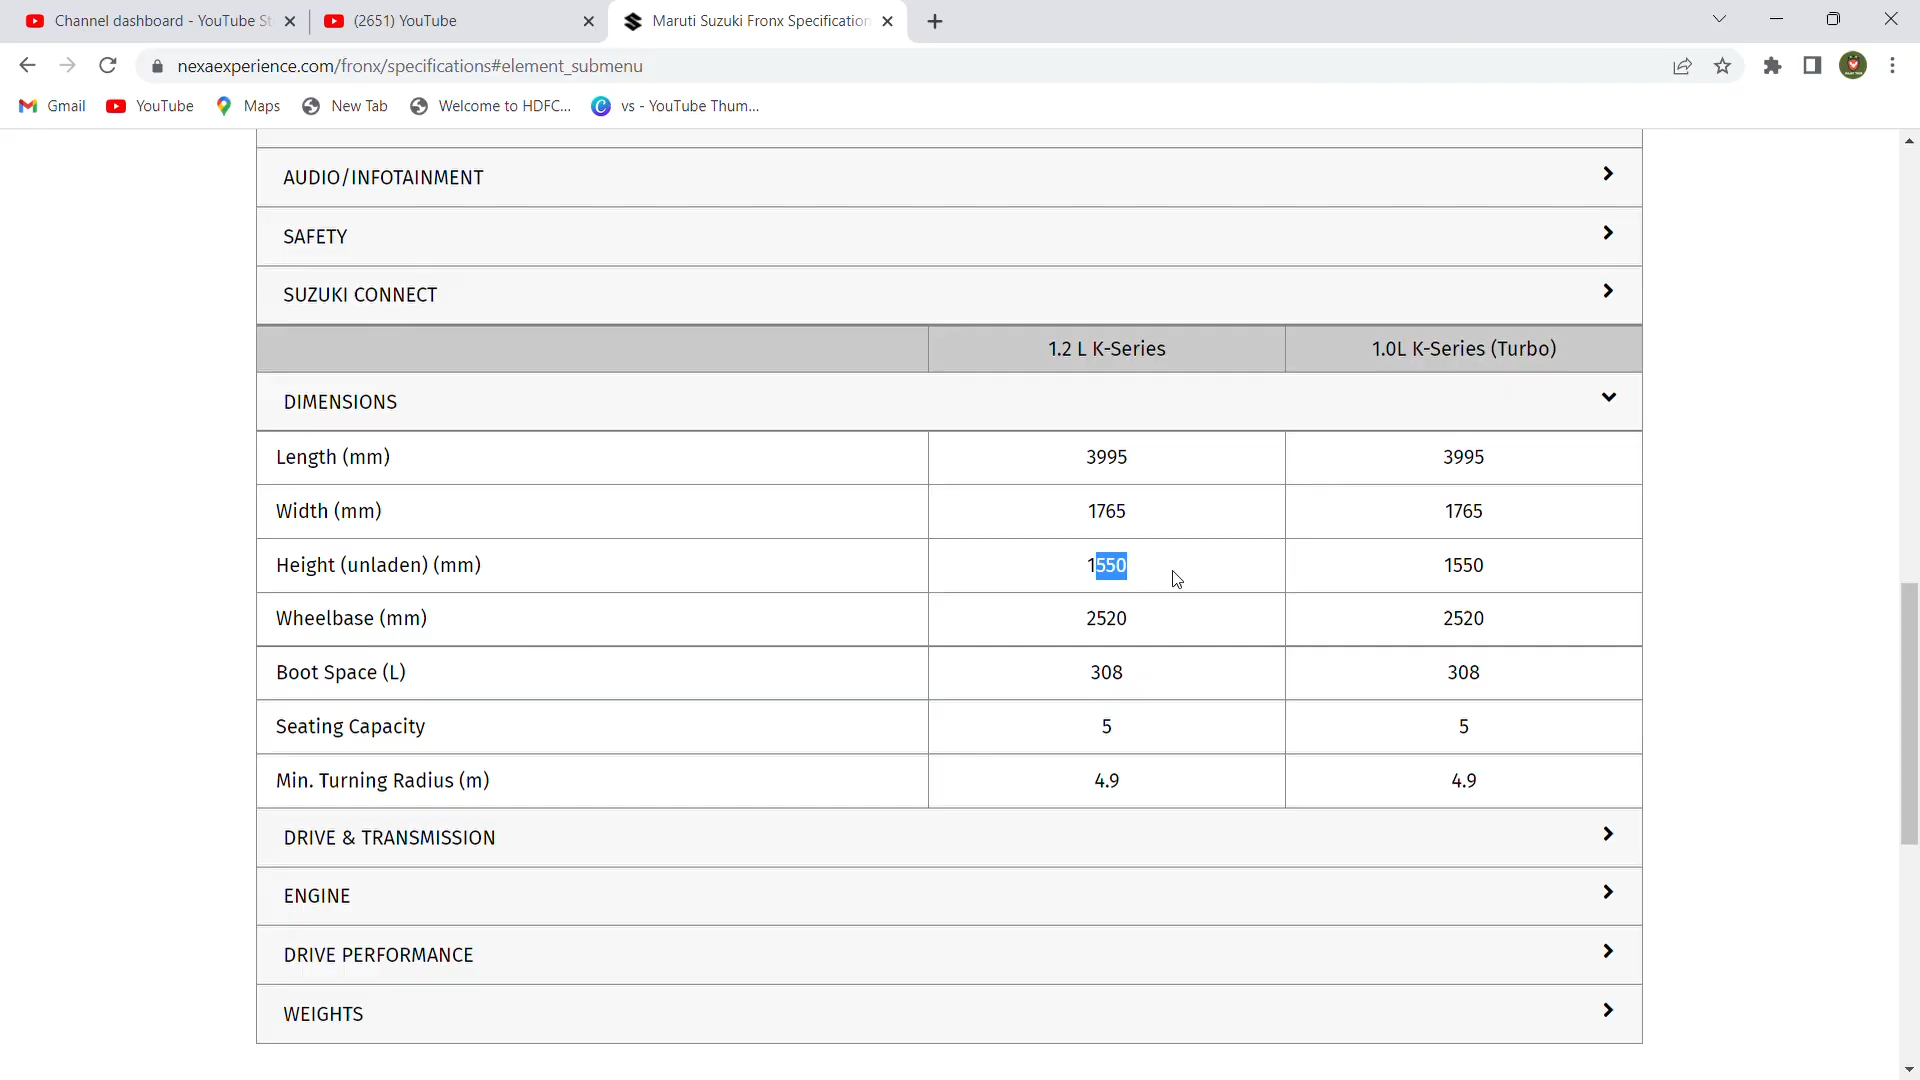 Channel dashboard - YouTube St
(2651) YouTube
Maruti Suzuki Fronx Specification
nexaexperience.com/fronx/specifications#element_submenu
Gmail
YouTube
Maps
New Tab
Welcome to HDFC...
vs - YouTube Thum...
AUDIO/INFOTAINMENT
SAFETY
SUZUKI CONNECT
1.2 L K-Series 1.0L K-Series (Turbo)
DIMENSIONS
Length (mm) 3995 3995
Width (mm) 1765 1765
Height (unladen) (mm) 1550 1550
Wheelbase (mm) 2520 2520
Boot Space (L) 308 308
Seating Capacity 5 5
Min. Turning Radius (m) 4.9 4.9
DRIVE & TRANSMISSION
ENGINE
DRIVE PERFORMANCE
WEIGHTS